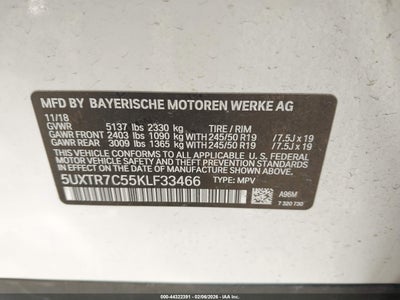 MFD BY BAYERISCHE MOTOREN WERKE AG
11/18
GVWR 5137 lbs 2330 kg TIRE / RIM
GAWR FRONT 2403 lbs 1090 kg WITH 245/50 R19 /7.5J x 19
GAWR REAR 3009 lbs 1365 kg WITH 245/50 R19 /7.5J x 19
THIS VEHICLE CONFORMS TO ALL APPLICABLE U.S. FEDERAL
MOTOR VEHICLE SAFETY, BUMPER, AND THEFT
PREVENTION STANDARDS IN EFFECT ON THE DATE OF
MANUFACTURE SHOWN ABOVE.
5UXTR7C55KLF33466 TYPE: MPV
A96M
7 320 730
OWNER: 44322391 - 02/06/2026 - IAA Inc.